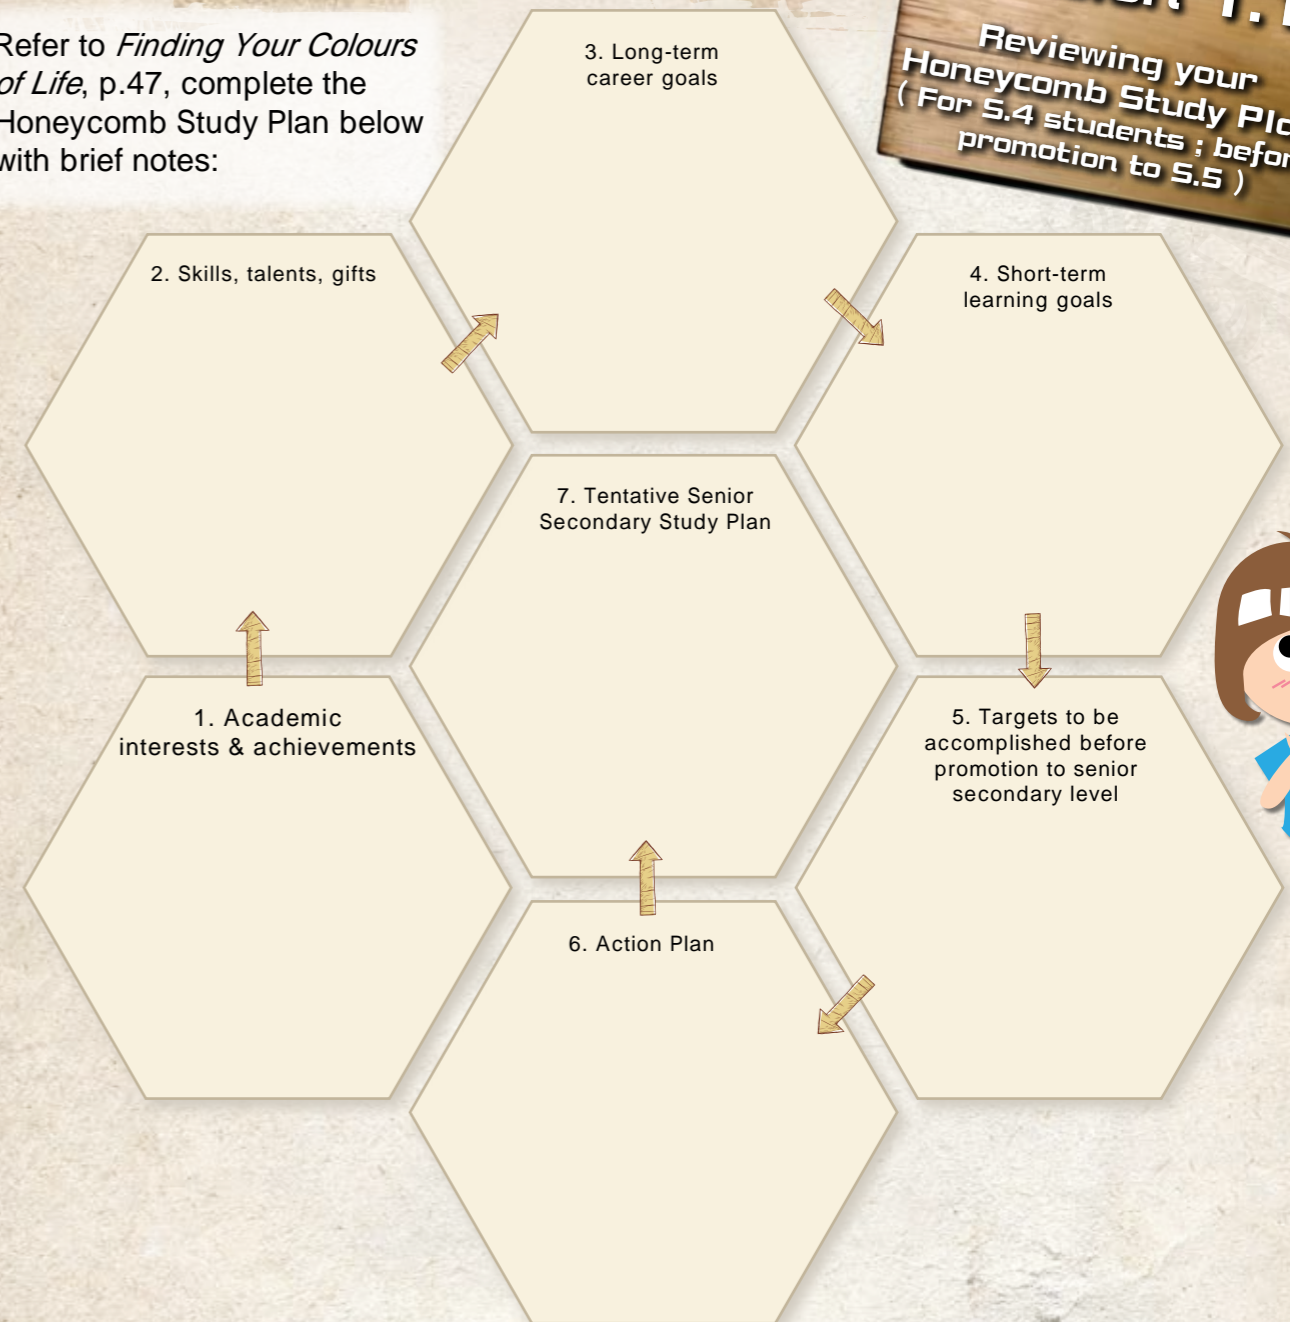 Refer to Finding Your Colours
of Life, p.47, complete the
Honeycomb Study Plan below
with brief notes:
1.
Reviewing your
Honeycomb Study
( For S.4 students ;
promotion to S.5 )
3. Long-term
career goals
2. Skills, talents, gifts
4. Short-term
learning goals
7. Tentative Senior
Secondary Study Plan
1. Academic
interests & achievements
5. Targets to be
accomplished before
promotion to senior
secondary level
6. Action Plan